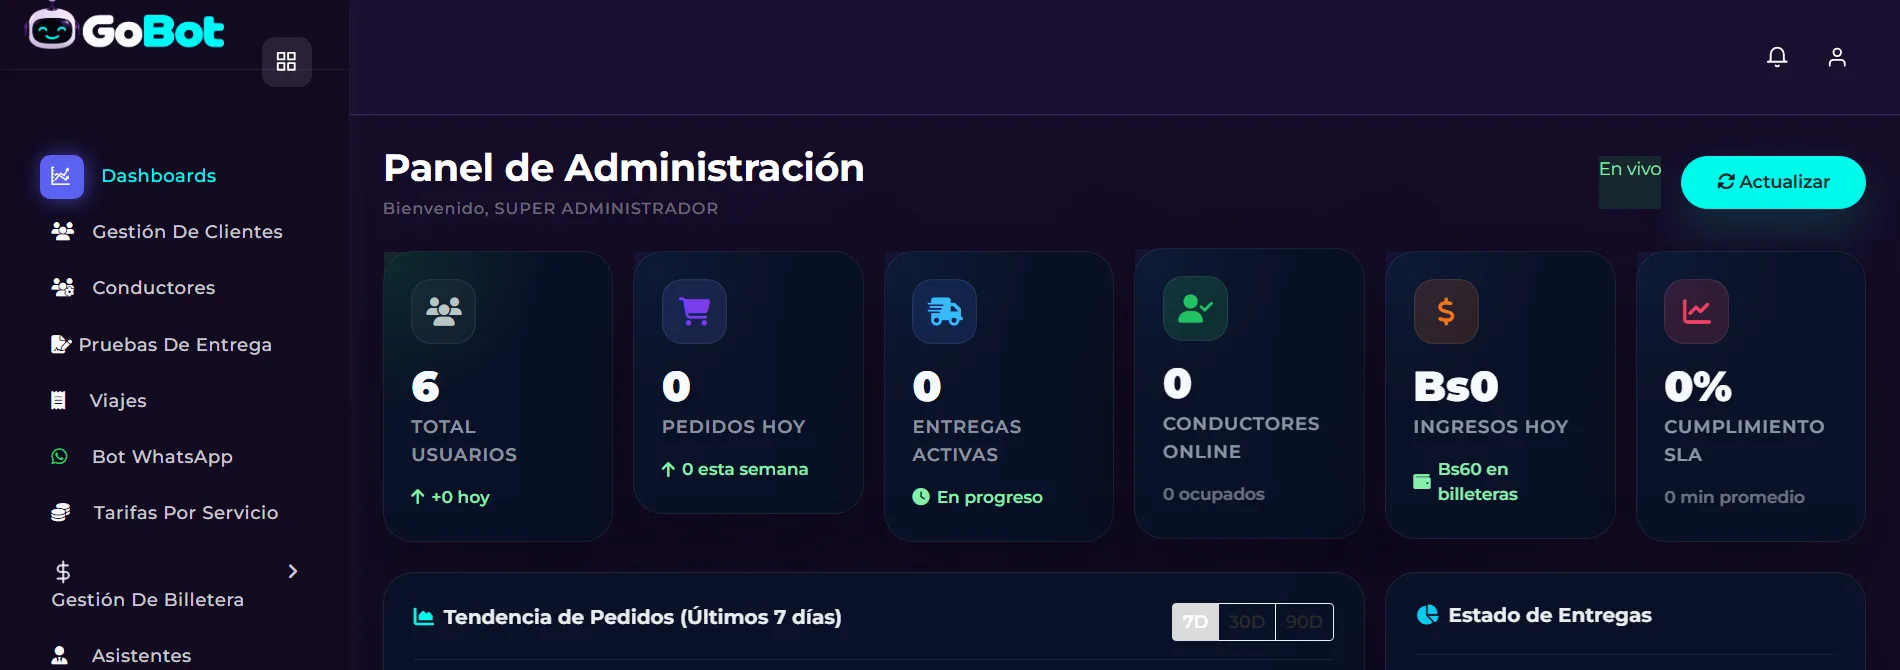 GoBot
Dashboards
Gestión De Clientes
Conductores
Pruebas De Entrega
Viajes
Bot WhatsApp
Tarifas Por Servicio
Gestión De Billetera
Asistentes
Panel de Administración
Bienvenido, SUPER ADMINISTRADOR
En vivo
Actualizar
6
TOTAL
USUARIOS
+0 hoy
0
PEDIDOS HOY
0 esta semana
0
ENTREGAS
ACTIVAS
En progreso
0
CONDUCTORES
ONLINE
0 ocupados
Bs0
INGRESOS HOY
Bs60 en
billeteras
0%
CUMPLIMIENTO
SLA
0 min promedio
Tendencia de Pedidos (Últimos 7 días)
7D 30D 90D
Estado de Entregas